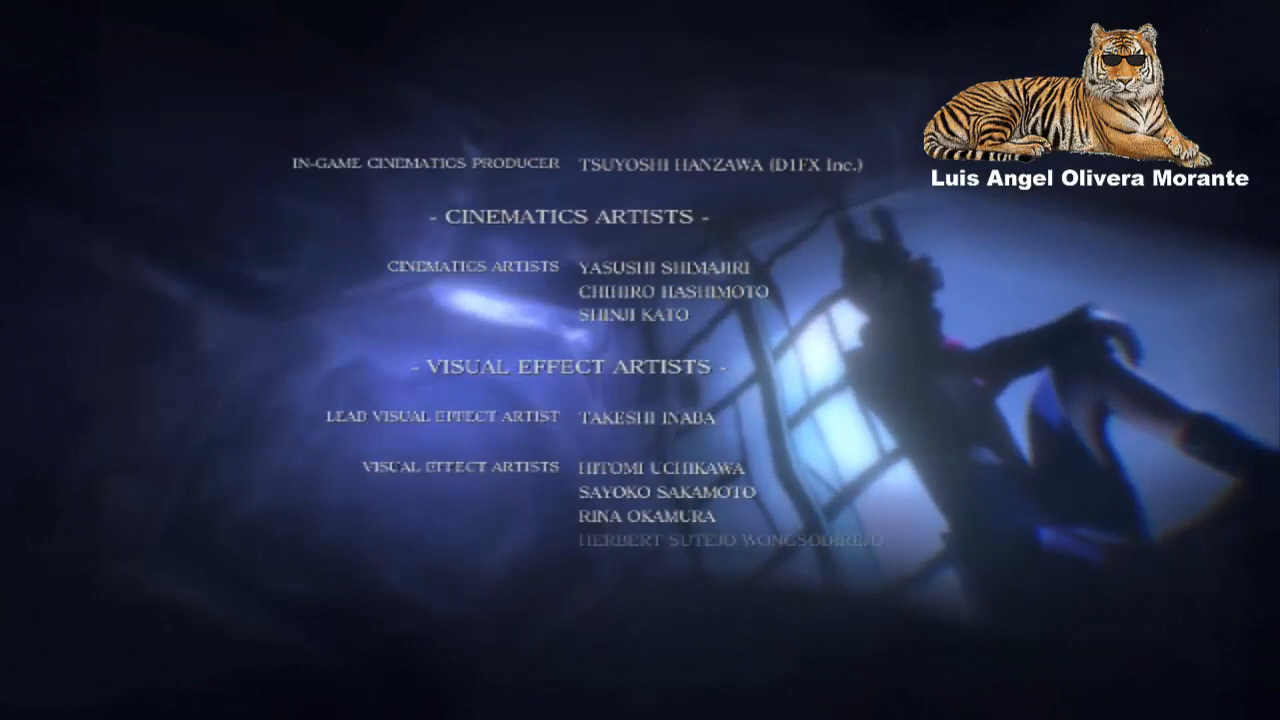 IN-GAME CINEMATICS PRODUCER TSUYOSHI HANZAWA (D1FX Inc.)
- CINEMATICS ARTISTS -
CINEMATICS ARTISTS YASUSHI SHIMAJIRI
CHIHIRO HASHIMOTO
SHINJI KATO
- VISUAL EFFECT ARTISTS -
LEAD VISUAL EFFECT ARTIST TAKESHI INABA
VISUAL EFFECT ARTISTS HITOMI UCHIKAWA
SAYOKO SAKAMOTO
RINA OKAMURA
HERBERT SUTEJO
Luis Angel Olivera Morante